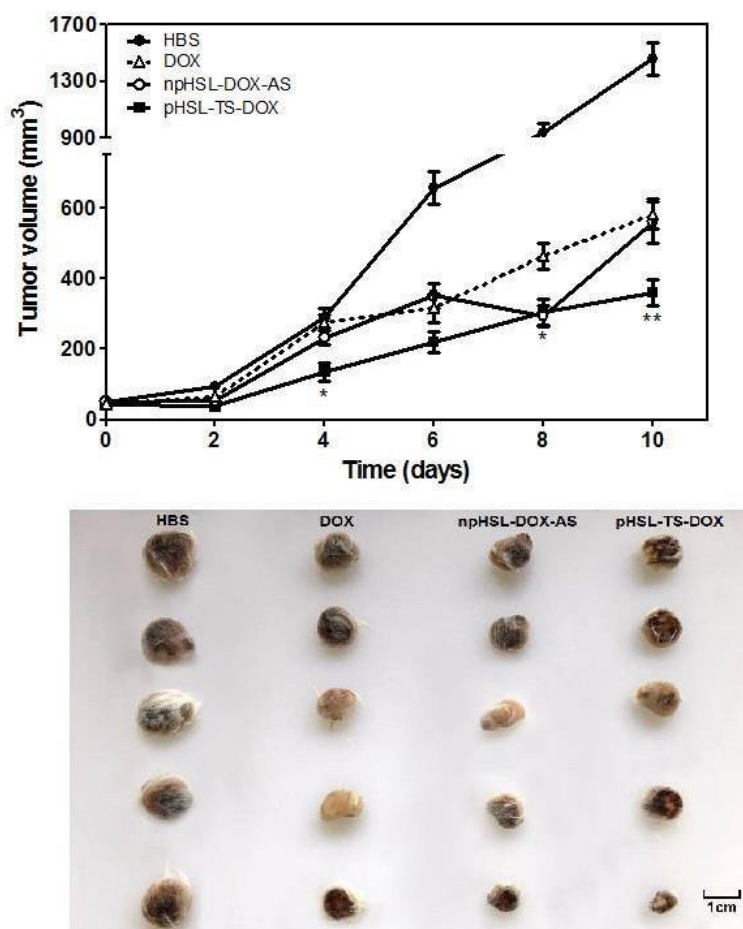 1700
HBS
DOX
npHSL-DOX-AS
pHSL-TS-DOX
1300
900
600
400
200
0
Tumor volume (mm³)
*
*
**
0 2 4 6 8 10
Time (days)
HBS DOX npHSL-DOX-AS pHSL-TS-DOX
1cm